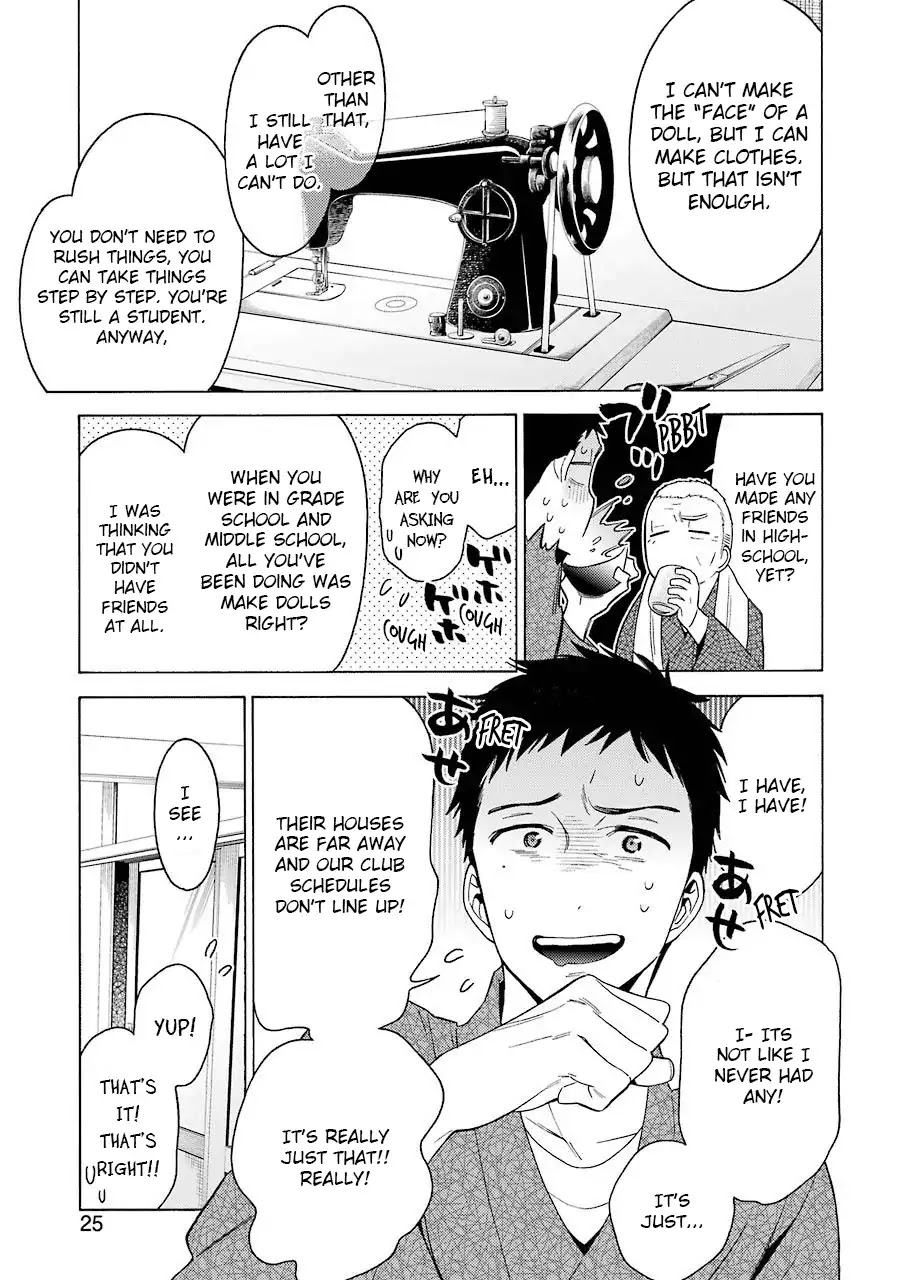 I CAN'T MAKE
THE "FACE" OF A
DOLL, BUT I CAN
MAKE CLOTHES.
BUT THAT ISN'T
ENOUGH.
OTHER
THAN
THAT,
I STILL
HAVE
A LOT I
CAN'T DO.
YOU DON'T NEED TO
RUSH THINGS, YOU
CAN TAKE THINGS
STEP BY STEP. YOU'RE
STILL A STUDENT.
ANYWAY,
HAVE YOU
MADE ANY
FRIENDS
IN HIGH-
SCHOOL,
YET?
ブッ
PBBT
EH...
WHY
ARE YOU
ASKING
NOW?
ゲホ
COUGH
ゲホ
COUGH
WHEN YOU
WERE IN GRADE
SCHOOL AND
MIDDLE SCHOOL,
ALL YOU'VE
BEEN DOING WAS
MAKE DOLLS
RIGHT?
I WAS
THINKING
THAT YOU
DIDN'T
HAVE
FRIENDS
AT ALL.
I HAVE,
I HAVE!
あせ
FRET
あせ
FRET
I- ITS
NOT LIKE I
NEVER HAD
ANY!
IT'S
JUST...
THEIR HOUSES
ARE FAR AWAY
AND OUR CLUB
SCHEDULES
DON'T LINE UP!
IT'S REALLY
JUST THAT!!
REALLY!
I
SEE
...
YUP!
THAT'S
IT!
THAT'S
RIGHT!!
25